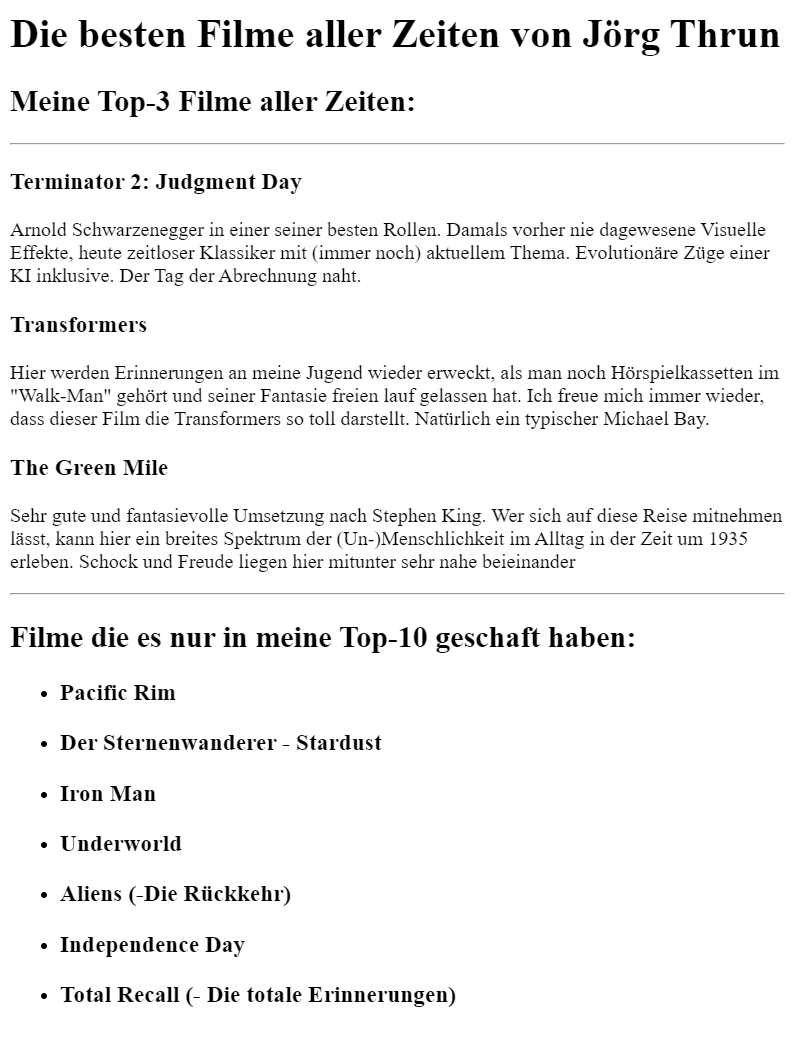 Die besten Filme aller Zeiten von Jörg Thrun
Meine Top-3 Filme aller Zeiten:
Terminator 2: Judgment Day
Arnold Schwarzenegger in einer seiner besten Rollen. Damals vorher nie dagewesene Visuelle
Effekte, heute zeitloser Klassiker mit (immer noch) aktuellem Thema. Evolutionäre Züge einer
KI inklusive. Der Tag der Abrechnung naht.
Transformers
Hier werden Erinnerungen an meine Jugend wieder erweckt, als man noch Hörspielkassetten im
"Walk-Man" gehört und seiner Fantasie freien lauf gelassen hat. Ich freue mich immer wieder,
dass dieser Film die Transformers so toll darstellt. Natürlich ein typischer Michael Bay.
The Green Mile
Sehr gute und fantasievolle Umsetzung nach Stephen King. Wer sich auf diese Reise mitnehmen
lässt, kann hier ein breites Spektrum der (Un-)Menschlichkeit im Alltag in der Zeit um 1935
erleben. Schock und Freude liegen hier mitunter sehr nahe beieinander
Filme die es nur in meine Top-10 geschaft haben:
• Pacific Rim
• Der Sternenwanderer - Stardust
• Iron Man
• Underworld
• Aliens (-Die Rückkehr)
• Independence Day
• Total Recall (- Die totale Erinnerungen)